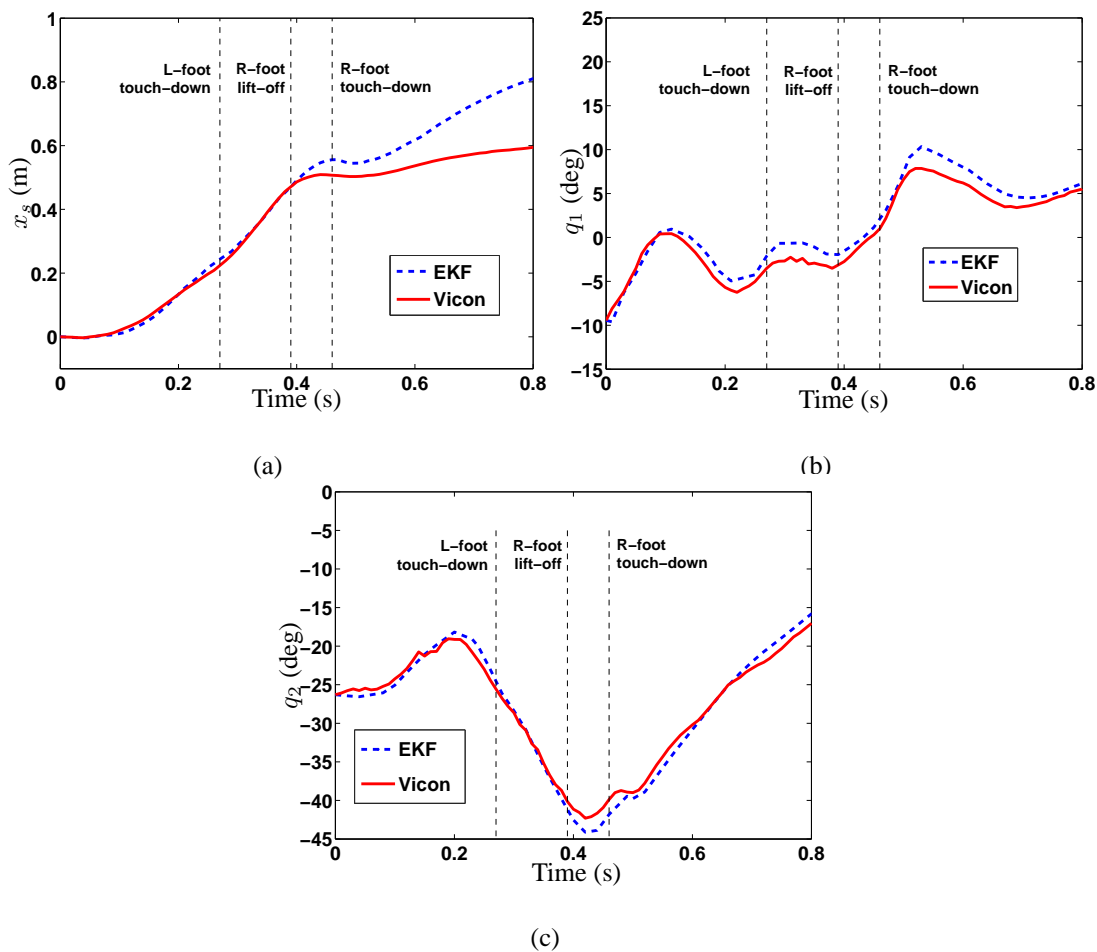 1
0.8
0.6
0.4
0.2
0
x_s (m)
L−foot
touch−down
R−foot
lift−off
R−foot
touch−down
EKF
Vicon
0
0.2
0.4
0.6
0.8
Time (s)
(a)
25
20
15
10
5
0
−5
−10
−15
q_1 (deg)
L−foot
touch−down
R−foot
lift−off
R−foot
touch−down
EKF
Vicon
0
0.2
0.4
0.6
0.8
Time (s)
(b)
0
−5
−10
−15
−20
−25
−30
−35
−40
−45
q_2 (deg)
L−foot
touch−down
R−foot
lift−off
R−foot
touch−down
EKF
Vicon
0
0.2
0.4
0.6
0.8
Time (s)
(c)